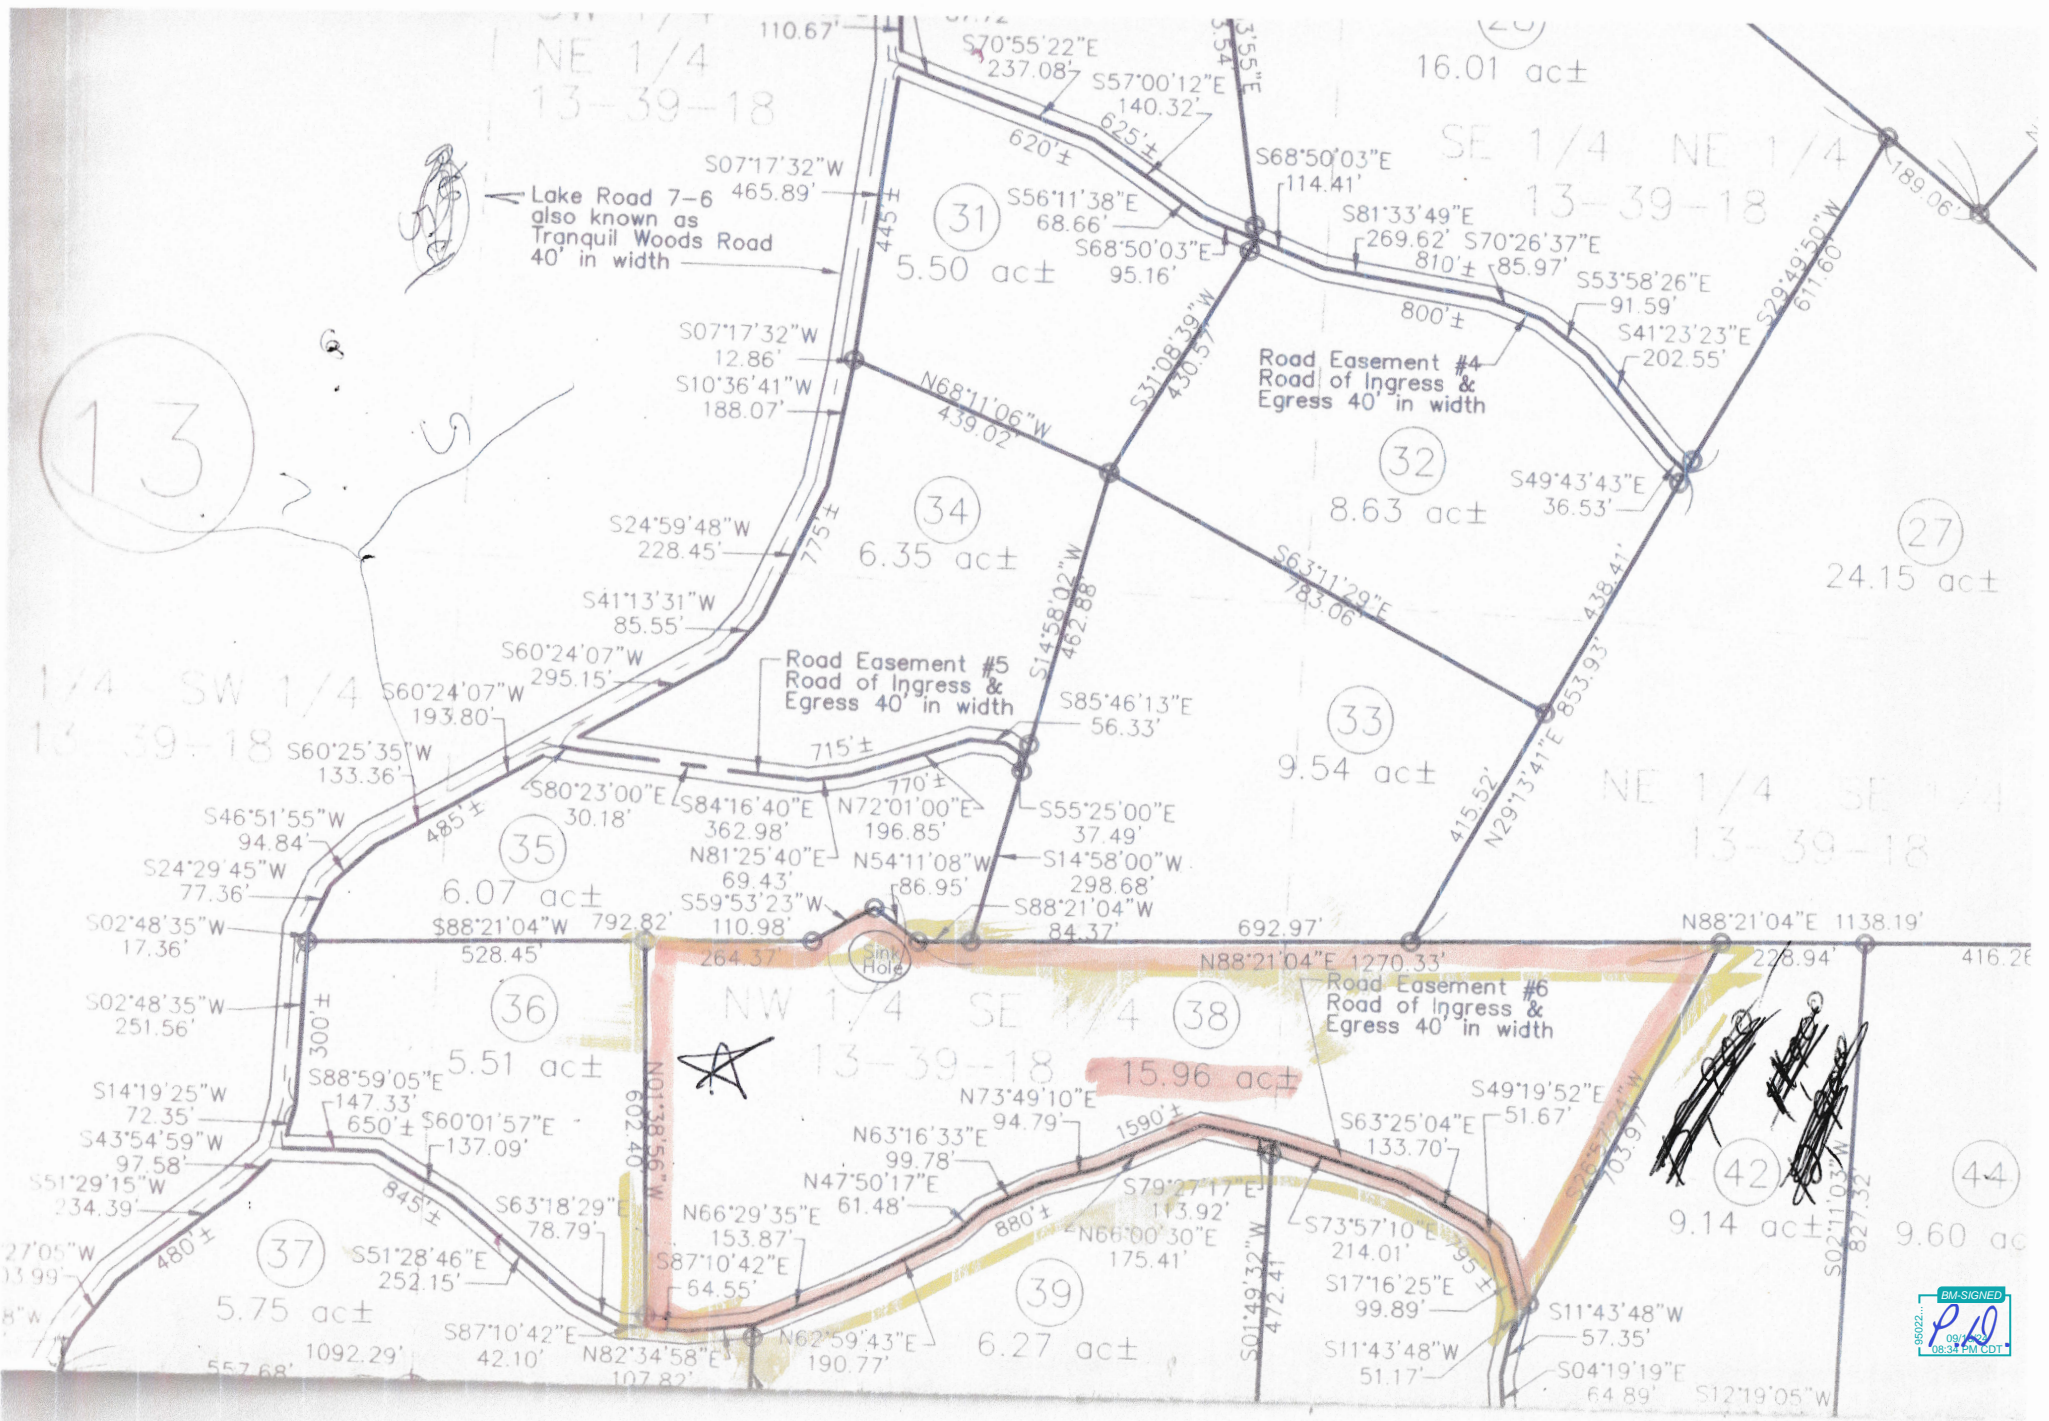 SW 1/4
NE 1/4
13-39-18
110.67'
S70°55'22"E
237.08'
S57°00'12"E
140.32'
625'±
620'±
3'55"E
3.54'
16.01 ac±
SE 1/4 NE 1/4
13-39-18
189.06'
S07°17'32"W
465.89'
Lake Road 7-6
also known as
Tranquil Woods Road
40' in width
445'±
31
5.50 ac±
S56°11'38"E
68.66'
S68°50'03"E
95.16'
S68°50'03"E
114.41'
S81°33'49"E
269.62'
S70°26'37"E
85.97'
810'±
800'±
S53°58'26"E
91.59'
S41°23'23"E
202.55'
S29°49'50"W
611.60'
S07°17'32"W
12.86'
S10°36'41"W
188.07'
N68°11'06"W
439.02'
S31°08'39"W
430.57'
Road Easement #4
Road of Ingress &
Egress 40' in width
13
32
8.63 ac±
S49°43'43"E
36.53'
27
24.15 ac±
34
6.35 ac±
S24°59'48"W
228.45'
775'±
S41°13'31"W
85.55'
S63°11'29"E
783.06'
438.41'
S14°58'02"W
462.88'
S60°24'07"W
295.15'
Road Easement #5
Road of Ingress &
Egress 40' in width
1/4 SW 1/4
13-39-18
S60°24'07"W
193.80'
S60°25'35"W
133.36'
S85°46'13"E
56.33'
33
9.54 ac±
853.93'
N29°13'41"E
415.52'
715'±
770'±
S80°23'00"E
30.18'
S84°16'40"E
362.98'
N72°01'00"E
196.85'
S55°25'00"E
37.49'
NE 1/4 SE 1/4
13-39-18
S46°51'55"W
94.84'
485'±
35
6.07 ac±
N81°25'40"E
69.43'
N54°11'08"W
86.95'
S14°58'00"W
298.68'
S24°29'45"W
77.36'
S59°53'23"W
110.98'
S88°21'04"W
84.37'
S02°48'35"W
17.36'
S88°21'04"W
792.82'
528.45'
264.37'
Sink
Hole
692.97'
N88°21'04"E 1270.33'
N88°21'04"E 1138.19'
228.94'
416.26
S02°48'35"W
251.56'
300'±
36
5.51 ac±
NW 1/4 SE 1/4
13-39-18
38
15.96 ac±
Road Easement #6
Road of Ingress &
Egress 40' in width
S14°19'25"W
72.35'
S88°59'05"E
147.33'
650'±
S60°01'57"E
137.09'
N01°38'56"W
602.40'
N73°49'10"E
94.79'
1590'±
S49°19'52"E
51.67'
S63°25'04"E
133.70'
703.97'
S43°54'59"W
97.58'
N63°16'33"E
99.78'
S51°29'15"W
234.39'
845'±
S63°18'29"E
78.79'
N47°50'17"E
61.48'
880'±
S79°27'17"E
113.92'
N66°00'30"E
175.41'
S73°57'10"E
214.01'
795'±
42
9.14 ac±
44
9.60 ac
S02°11'03"W
827.32'
480'±
37
5.75 ac±
S51°28'46"E
252.15'
N66°29'35"E
153.87'
S87°10'42"E
64.55'
39
6.27 ac±
S01°49'32"W
472.41'
S17°16'25"E
99.89'
27'05"W
03.99'
8"W
S87°10'42"E
42.10'
N82°34'58"E
107.82'
N62°59'43"E
190.77'
S11°43'48"W
51.17'
S11°43'48"W
57.35'
S04°19'19"E
64.89'
S12°19'05"W
557.68'
1092.29'
BM-SIGNED
P.D.
08:34 PM CDT